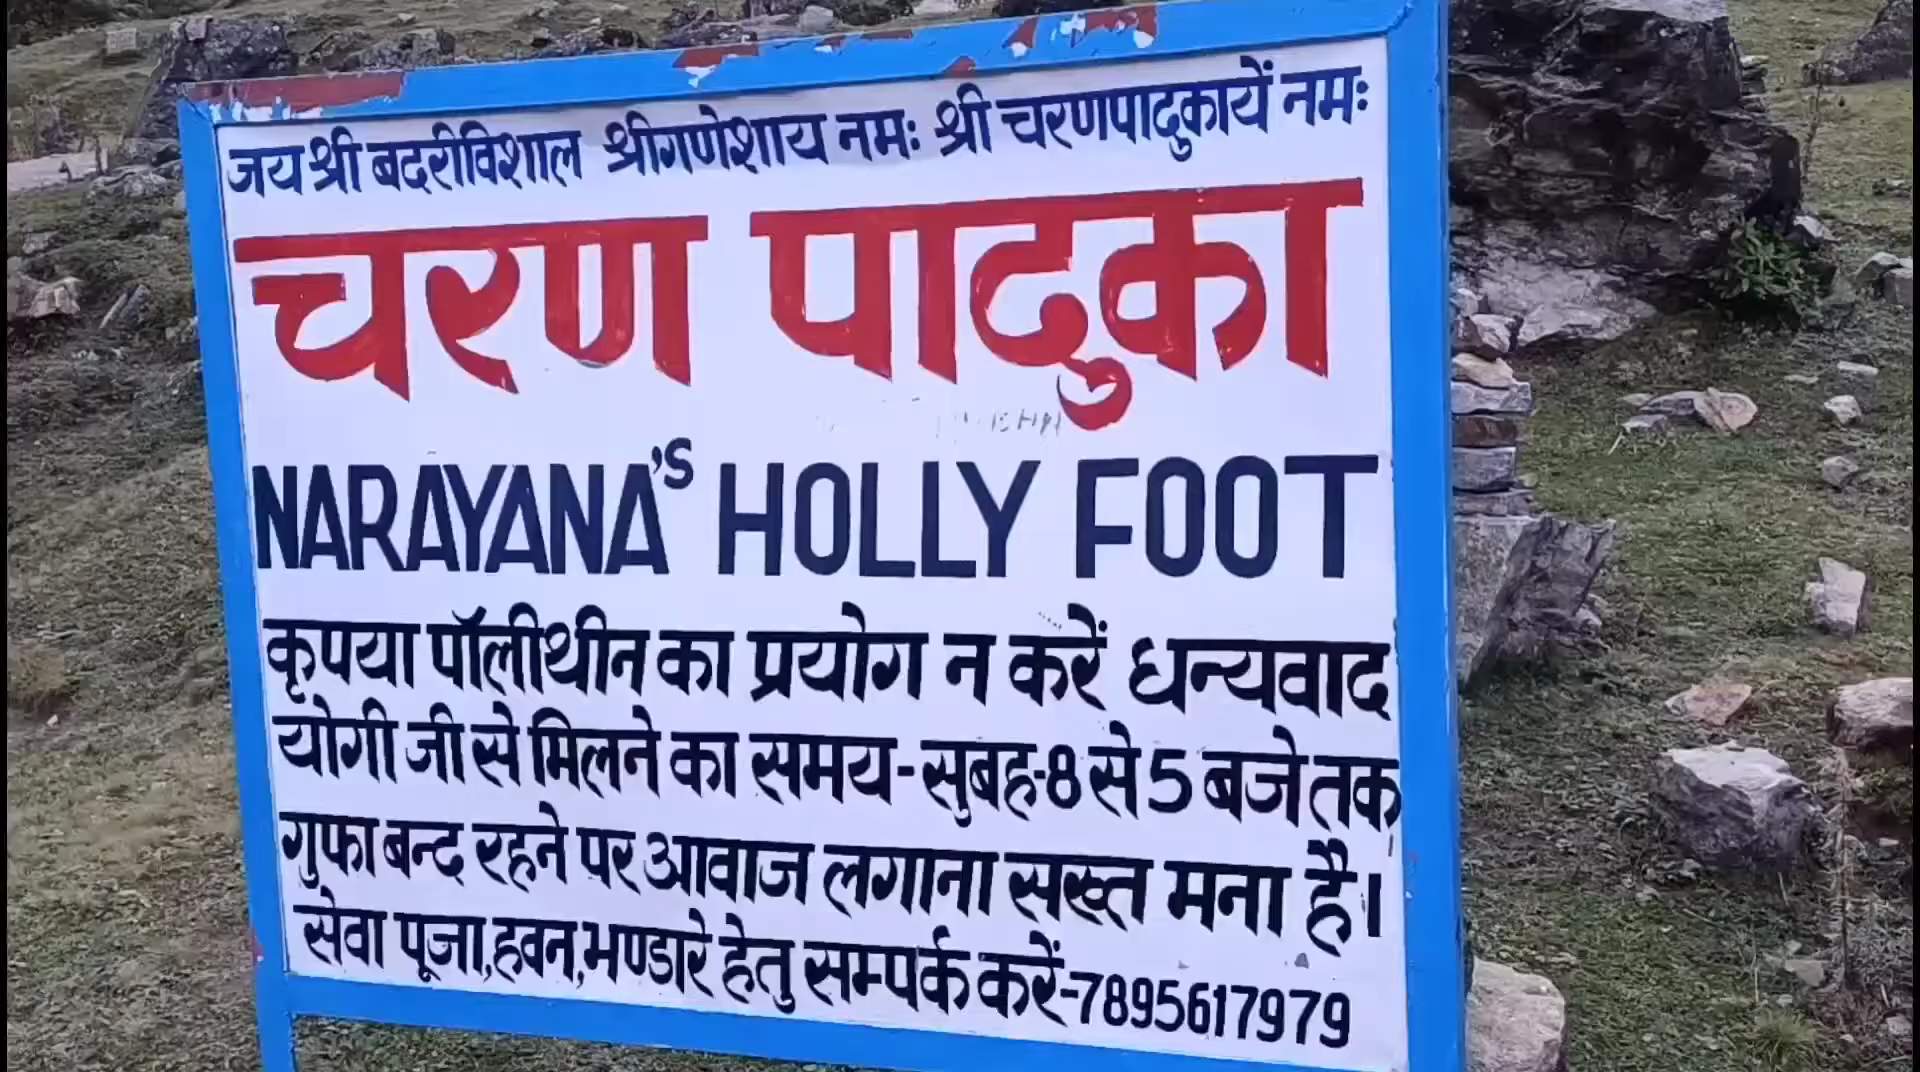 जय श्री बदरीविशाल श्रीगणेशाय नमः श्री चरणपादुकायें नमः
चरण पादुका
NARAYANA'S HOLLY FOOT
कृपया पॉलीथीन का प्रयोग न करें धन्यवाद
योगी जी से मिलने का समय-सुबह-8 से 5 बजे तक
गुफा बन्द रहने पर आवाज लगाना सख्त मना है।
सेवा पूजा, हवन, भण्डारे हेतु सम्पर्क करें-7895617979